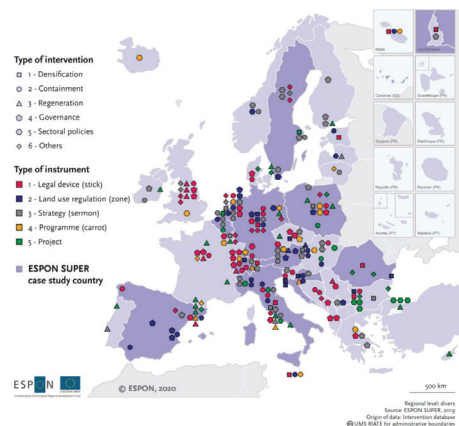 Type of intervention
1 - Densification
2 - Containment
3 - Regeneration
4 - Governance
5 - Sectoral policies
6 - Others
Type of instrument
1 - Legal device (stick)
2 - Land use regulation (zone)
3 - Strategy (sermon)
4 - Programme (carrot)
5 - Project
ESPON SUPER
case study country
Malta
Liechtenstein
Guadeloupe (FR)
Guyane (FR)
Martinique (FR)
Mayotte (FR)
Réunion (FR)
Madeira (PT)
ESPON
© ESPON, 2020
500 km
Regional level: divers
Source: ESPON SUPER, 2019
Origin of data: Intervention database
UMS RIATE for administrative boundaries